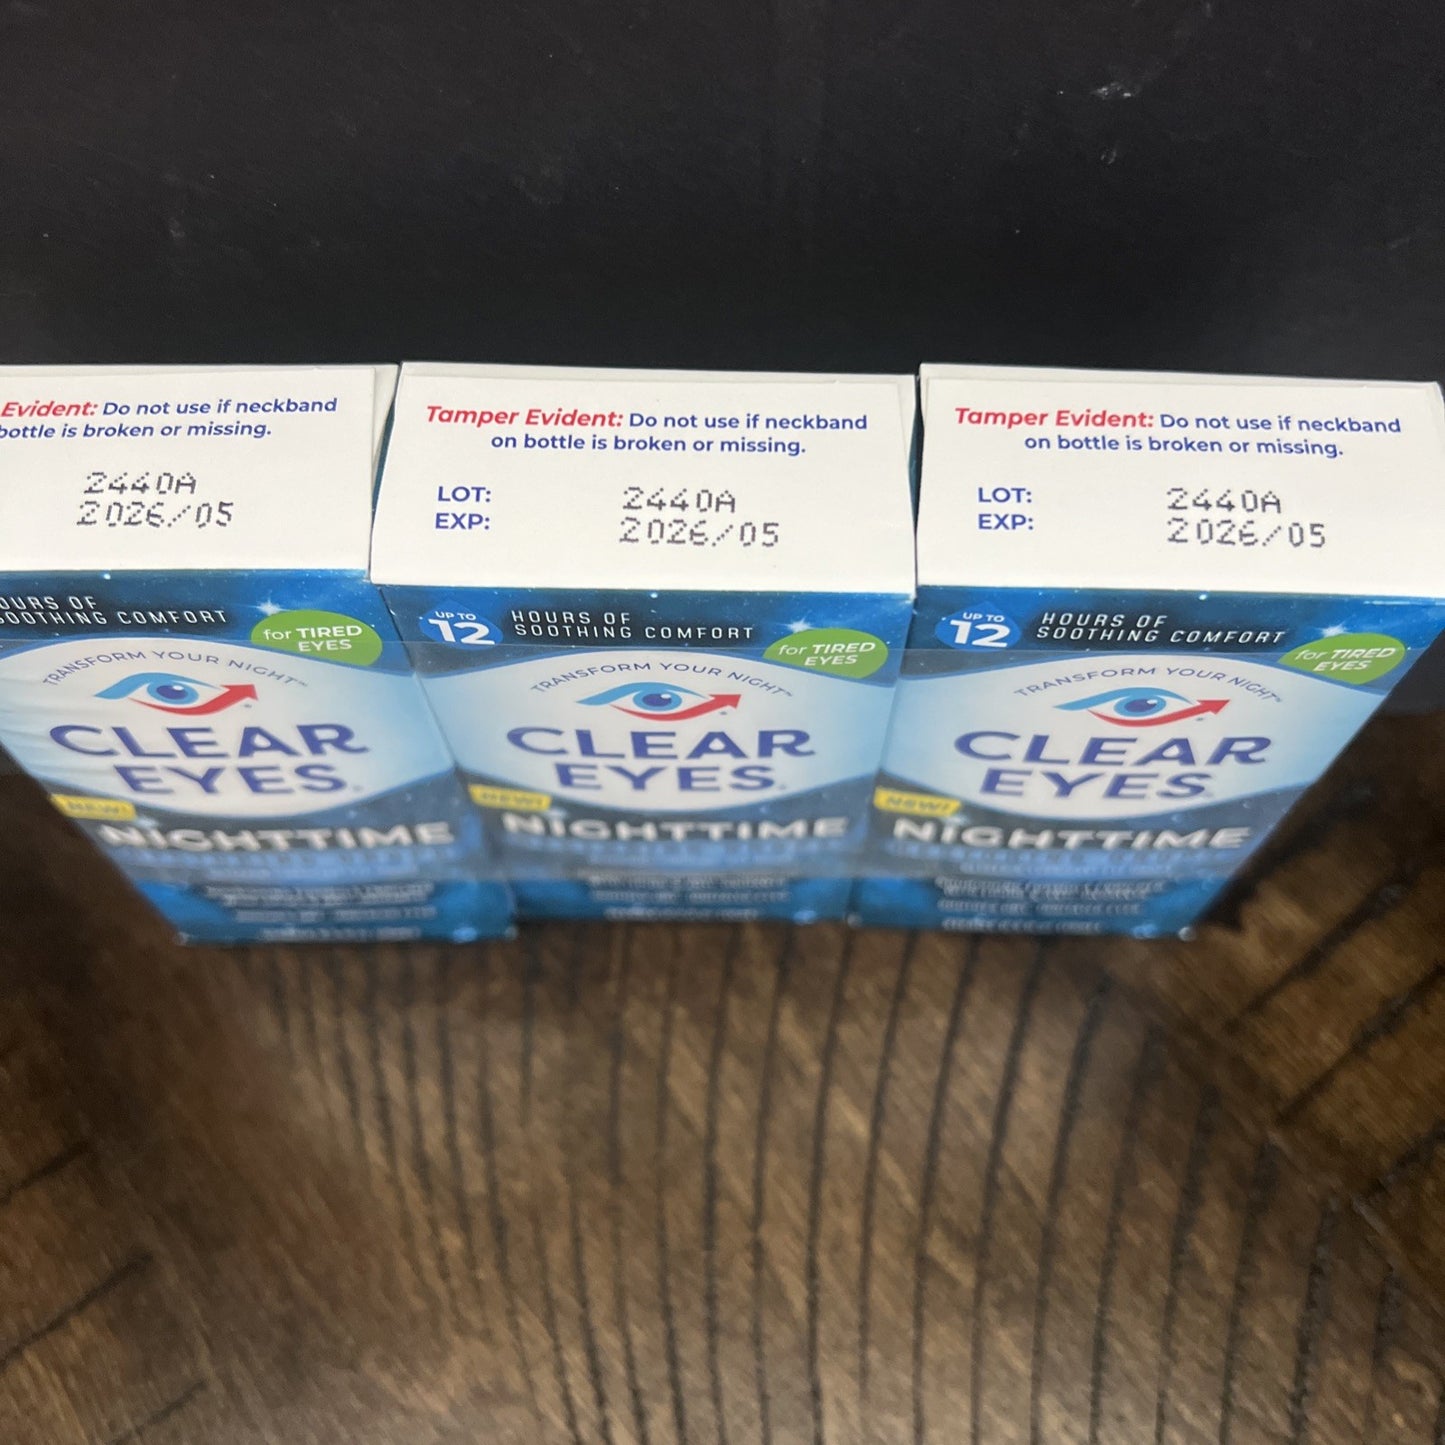 Evident: Do not use if neckband
bottle is broken or missing.
2440A
2026/05
HOURS OF
SOOTHING COMFORT
for TIRED
EYES
TRANSFORM YOUR NIGHT™
CLEAR
EYES
NEW!
NIGHTTIME
Tamper Evident: Do not use if neckband
on bottle is broken or missing.
LOT: 2440A
EXP: 2026/05
UP TO
12
HOURS OF
SOOTHING COMFORT
for TIRED
EYES
TRANSFORM YOUR NIGHT™
CLEAR
EYES
NEW!
NIGHTTIME
Tamper Evident: Do not use if neckband
on bottle is broken or missing.
LOT: 2440A
EXP: 2026/05
UP TO
12
HOURS OF
SOOTHING COMFORT
for TIRED
EYES
TRANSFORM YOUR NIGHT™
CLEAR
EYES
NEW!
NIGHTTIME